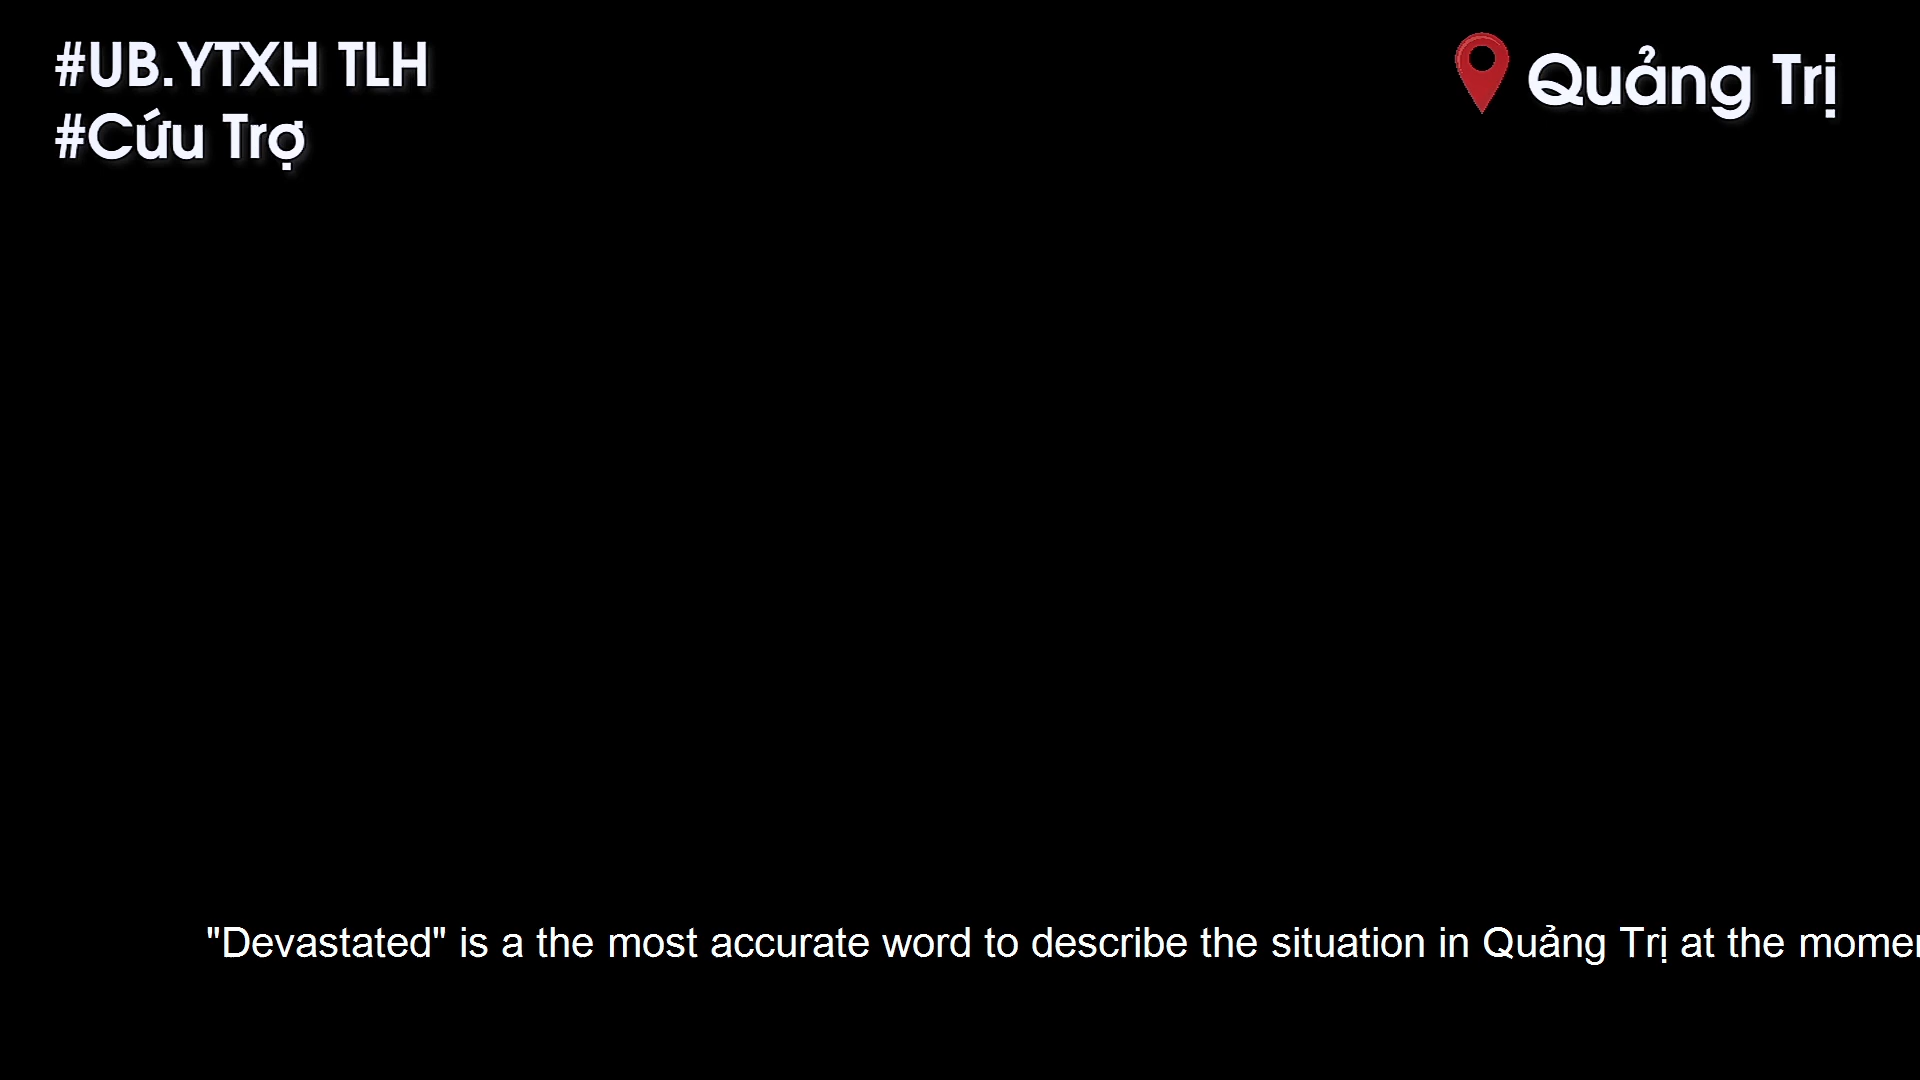 #UB.YTXH TLH
#Cứu Trợ
Quảng Trị
"Devastated" is a the most accurate word to describe the situation in Quảng Trị at the